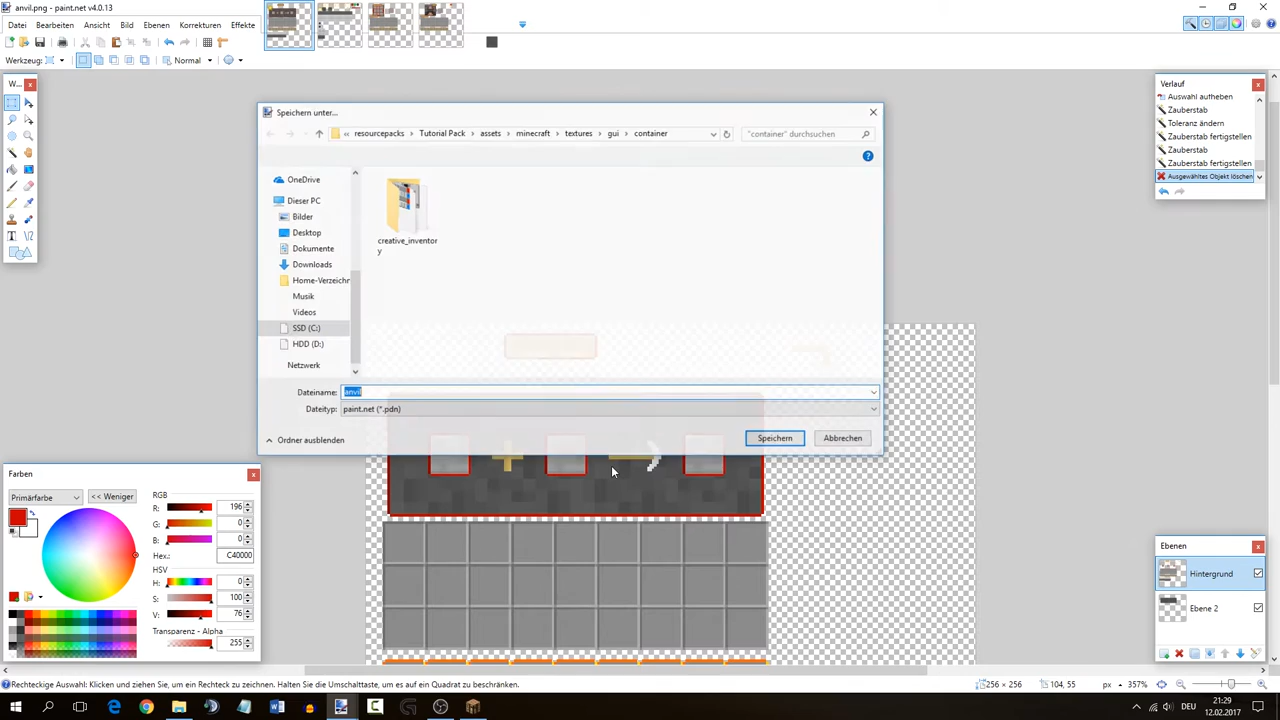 anvil.png - paint.net v4.0.13
Datei Bearbeiten Ansicht Bild Ebenen Korrekturen Effekte
Werkzeug:
Normal
W...
Speichern unter...
« resourcepacks › Tutorial Pack › assets › minecraft › textures › gui › container
"container" durchsuchen
OneDrive
Dieser PC
Bilder
Desktop
Dokumente
Downloads
Home-Verzeichn
Musik
Videos
SSD (C:)
HDD (D:)
Netzwerk
creative_inventor
y
Dateiname: anvil
Dateityp: paint.net (*.pdn)
Ordner ausblenden
Speichern
Abbrechen
Verlauf
Auswahl aufheben
Zauberstab
Toleranz ändern
Zauberstab fertigstellen
Zauberstab
Zauberstab fertigstellen
Ausgewähltes Objekt löschen
Farben
Primärfarbe
<< Weniger
RGB
R: 196
G: 0
B: 0
Hex.: C40000
HSV
H: 0
S: 100
V: 76
Transparenz - Alpha
255
Ebenen
Hintergrund
Ebene 2
Rechteckige Auswahl: Klicken und ziehen Sie, um ein Rechteck zu zeichnen. Halten Sie die Umschalttaste, um es auf ein Quadrat zu beschränken.
256 × 256
104, 55
px
357%
DEU
21:29
12.02.2017